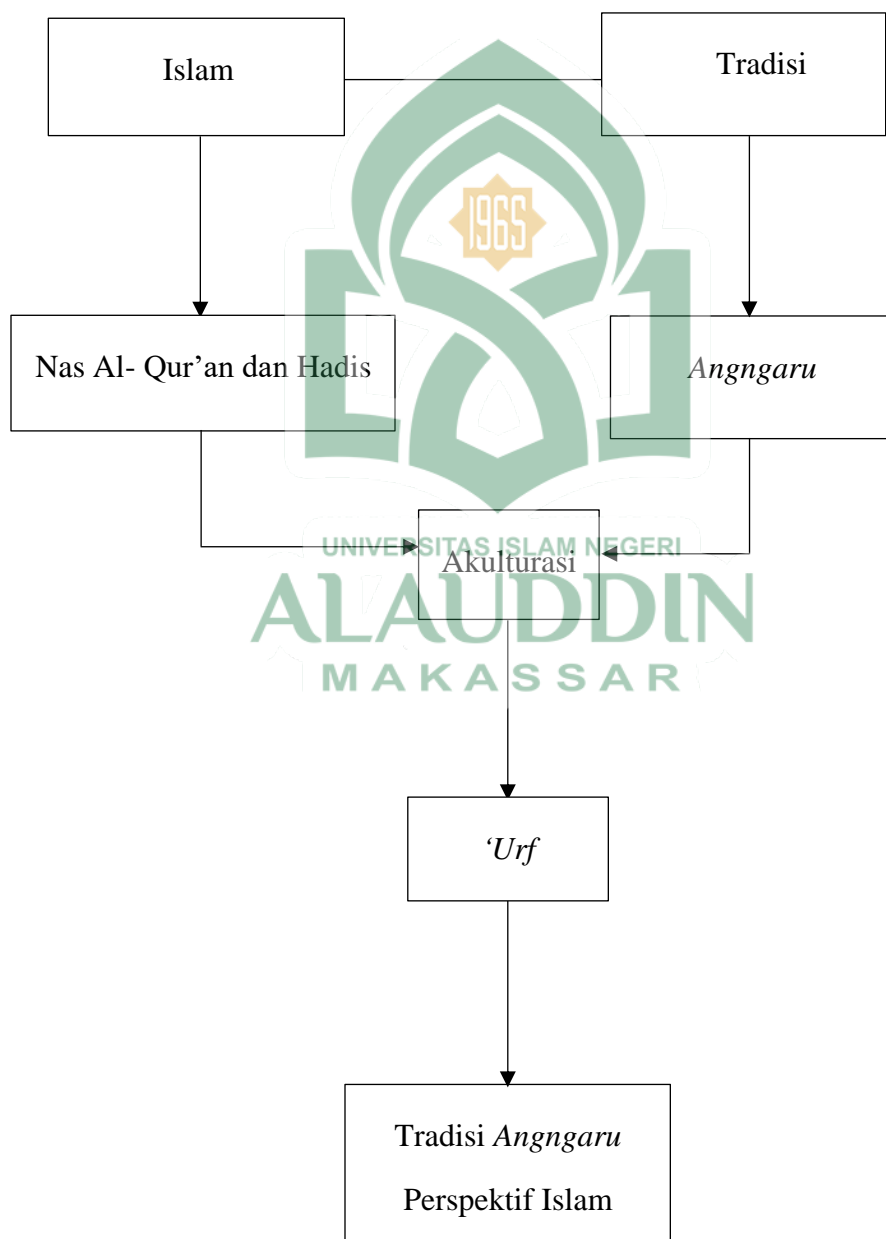 Islam
Tradisi
1965
Nas Al- Qur’an dan Hadis
Angngaru
UNIVERSITAS ISLAM NEGERI
Akulturasi
ALAUDDIN
MAKASSAR
‘Urf
Tradisi Angngaru
Perspektif Islam